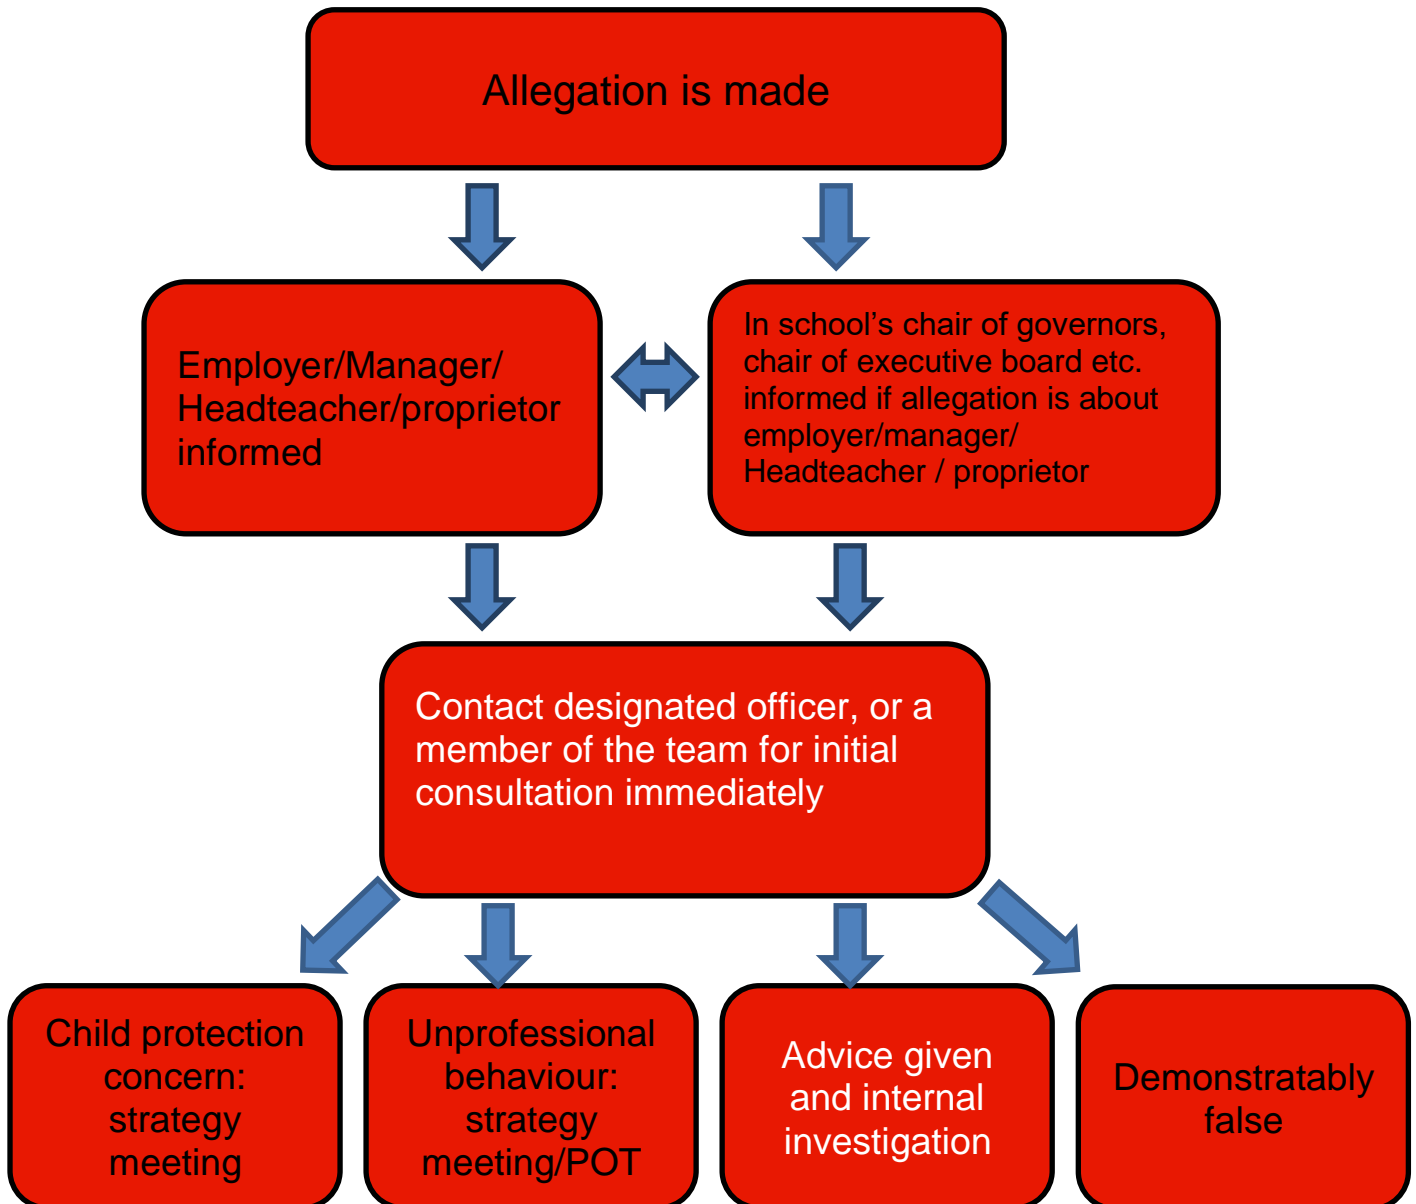 Allegation is made
Employer/Manager/
Headteacher/proprietor
informed
In school’s chair of governors,
chair of executive board etc.
informed if allegation is about
employer/manager/
Headteacher / proprietor
Contact designated officer, or a
member of the team for initial
consultation immediately
Child protection
concern:
strategy
meeting
Unprofessional
behaviour:
strategy
meeting/POT
Advice given
and internal
investigation
Demonstratably
false